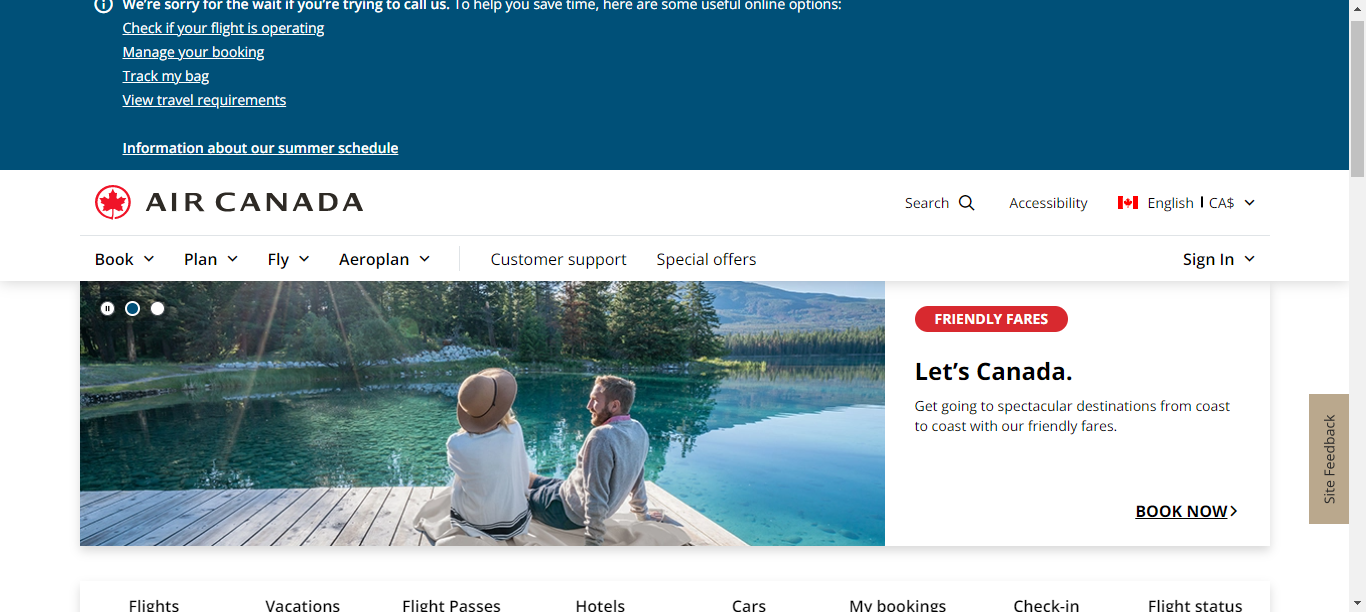 We're sorry for the wait if you're trying to call us. To help you save time, here are some useful online options:
Check if your flight is operating
Manage your booking
Track my bag
View travel requirements
Information about our summer schedule
AIR CANADA
Search Accessibility English CA$
Book Plan Fly Aeroplan Customer support Special offers Sign In
FRIENDLY FARES
Let's Canada.
Get going to spectacular destinations from coast
to coast with our friendly fares.
BOOK NOW
Site Feedback
Flights Vacations Flight Passes Hotels Cars My bookings Check-in Flight status